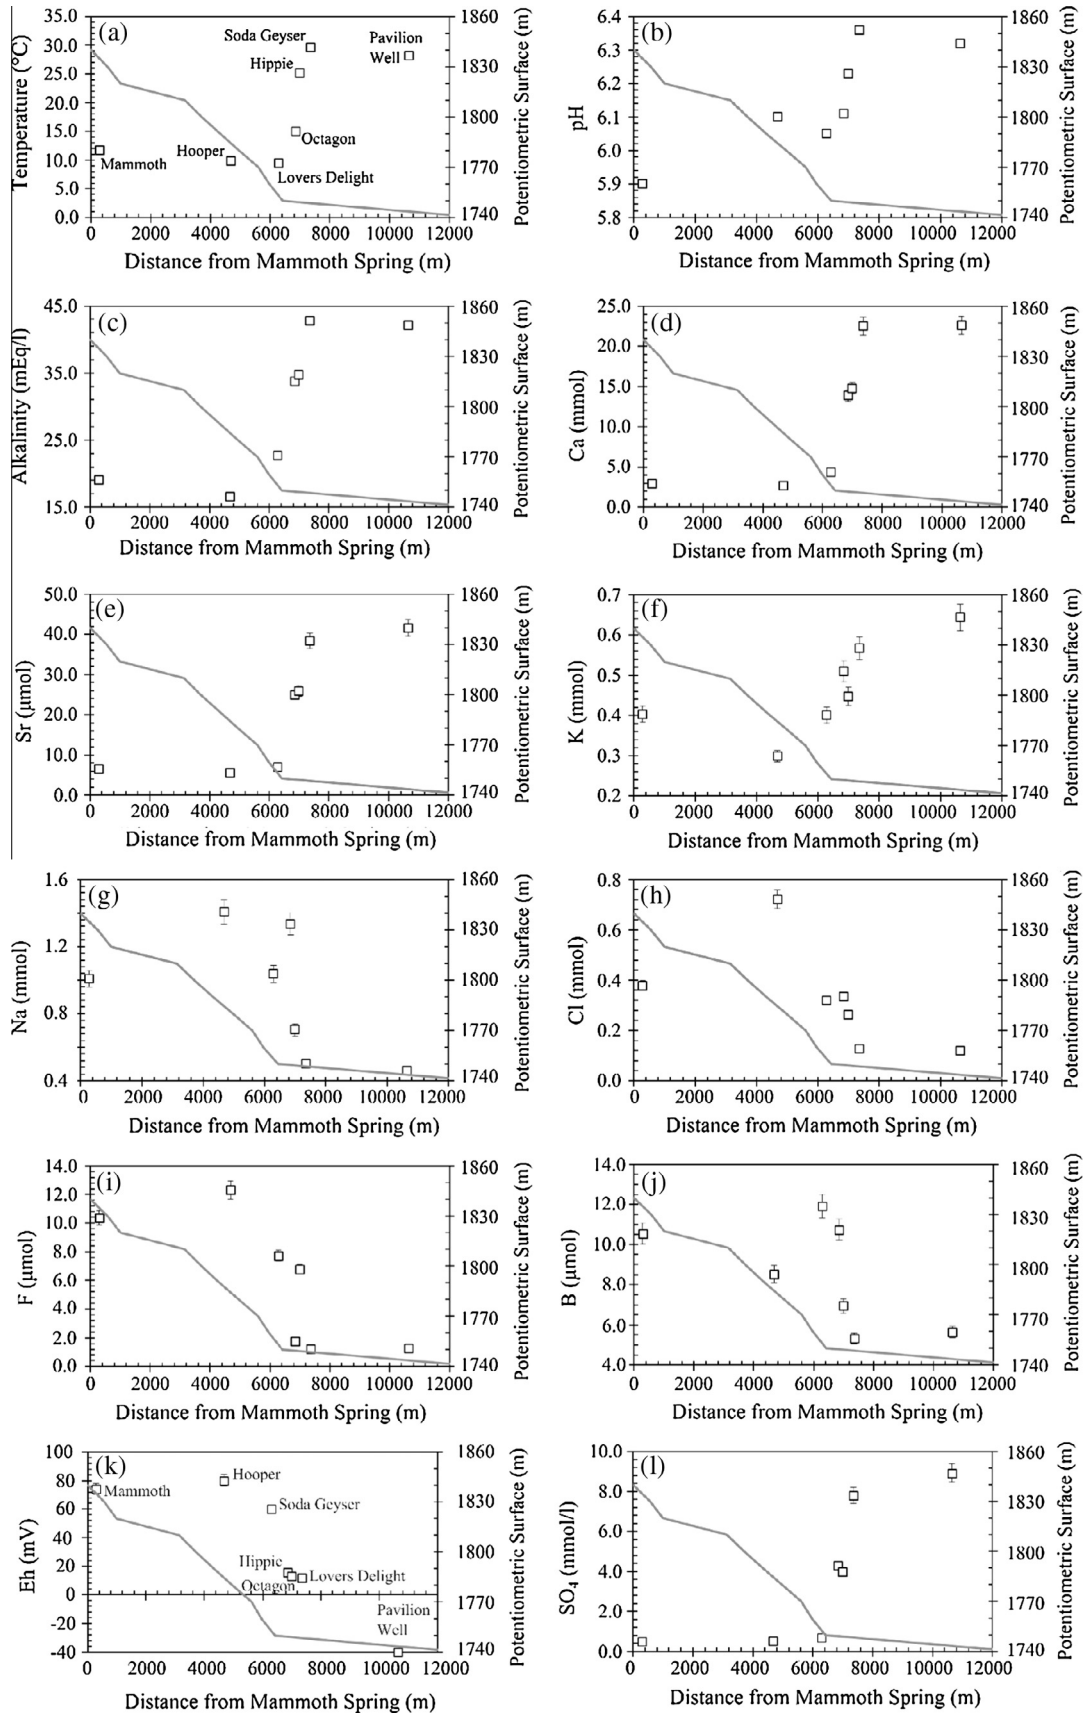 (a)
35.0
30.0
25.0
20.0
15.0
10.0
5.0
0.0
Temperature (°C)
Soda Geyser
Pavilion
Well
Hippie
Octagon
Mammoth
Hooper
Lovers Delight
1860
1830
1800
1770
1740
Potentiometric Surface (m)
0 2000 4000 6000 8000 10000 12000
Distance from Mammoth Spring (m)
(b)
6.4
6.3
6.2
6.1
6.0
5.9
5.8
pH
1860
1830
1800
1770
1740
Potentiometric Surface (m)
0 2000 4000 6000 8000 10000 12000
Distance from Mammoth Spring (m)
(c)
45.0
35.0
25.0
15.0
Alkalinity (mEq/l)
1860
1830
1800
1770
1740
Potentiometric Surface (m)
0 2000 4000 6000 8000 10000 12000
Distance from Mammoth Spring (m)
(d)
25.0
20.0
15.0
10.0
5.0
0.0
Ca (mmol)
1860
1830
1800
1770
1740
Potentiometric Surface (m)
0 2000 4000 6000 8000 10000 12000
Distance from Mammoth Spring (m)
(e)
50.0
40.0
30.0
20.0
10.0
0.0
Sr (μmol)
1860
1830
1800
1770
1740
Potentiometric Surface (m)
0 2000 4000 6000 8000 10000 12000
Distance from Mammoth Spring (m)
(f)
0.7
0.6
0.5
0.4
0.3
0.2
K (mmol)
1860
1830
1800
1770
1740
Potentiometric Surface (m)
0 2000 4000 6000 8000 10000 12000
Distance from Mammoth Spring (m)
(g)
1.6
1.2
0.8
0.4
Na (mmol)
1860
1830
1800
1770
1740
Potentiometric Surface (m)
0 2000 4000 6000 8000 10000 12000
Distance from Mammoth Spring (m)
(h)
0.8
0.6
0.4
0.2
0.0
Cl (mmol)
1860
1830
1800
1770
1740
Potentiometric Surface (m)
0 2000 4000 6000 8000 10000 12000
Distance from Mammoth Spring (m)
(i)
14.0
12.0
10.0
8.0
6.0
4.0
2.0
0.0
F (μmol)
1860
1830
1800
1770
1740
Potentiometric Surface (m)
0 2000 4000 6000 8000 10000 12000
Distance from Mammoth Spring (m)
(j)
14.0
12.0
10.0
8.0
6.0
4.0
B (μmol)
1860
1830
1800
1770
1740
Potentiometric Surface (m)
0 2000 4000 6000 8000 10000 12000
Distance from Mammoth Spring (m)
(k)
100
80
60
40
20
0
-20
-40
Eh (mV)
Hooper
Mammoth
Soda Geyser
Hippie
Octagon
Lovers Delight
Pavilion
Well
1860
1830
1800
1770
1740
Potentiometric Surface (m)
0 2000 4000 6000 8000 10000 12000
Distance from Mammoth Spring (m)
(l)
10.0
8.0
6.0
4.0
2.0
0.0
SO4 (mmol/l)
1860
1830
1800
1770
1740
Potentiometric Surface (m)
0 2000 4000 6000 8000 10000 12000
Distance from Mammoth Spring (m)